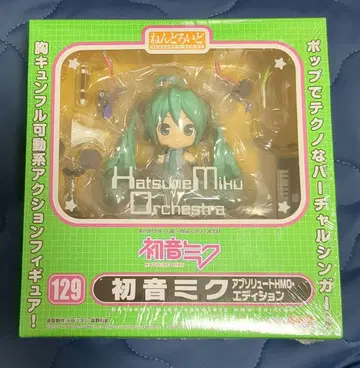 ねんどろいど
ポップでテクノなバーチャルシンガー!
胸キュンフル可動系アクションフィギュア!
Hatsune Miku
Orchestra
初音ミク
129
初音ミク
アブソリュートHMO・
エディション